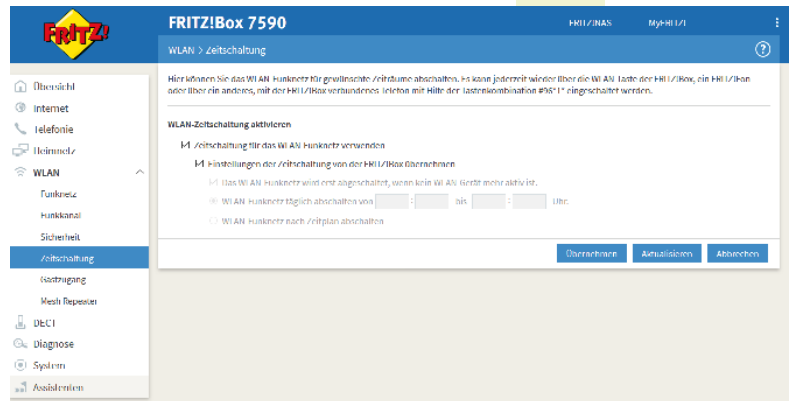 FRITZ!
FRITZ!Box 7590
FRITZ!NAS
MyFRITZ!
WLAN > Zeitschaltung
?
Übersicht
Internet
Telefonie
Heimnetz
WLAN
Funknetz
Funkkanal
Sicherheit
Zeitschaltung
Gastzugang
Mesh Repeater
DECT
Diagnose
System
Assistenten
Hier können Sie das WLAN-Funknetz für gewünschte Zeiträume abschalten. Es kann jederzeit wieder über die WLAN-Taste der FRITZ!Box, ein FRITZ!Fon
oder über ein anderes, mit der FRITZ!Box verbundenes Telefon mit Hilfe der Tastenkombination #96*1* eingeschaltet werden.
WLAN-Zeitschaltung aktivieren
Zeitschaltung für das WLAN-Funknetz verwenden
Einstellungen der Zeitschaltung von der FRITZ!Box übernehmen
Das WLAN-Funknetz wird erst abgeschaltet, wenn kein WLAN-Gerät mehr aktiv ist.
WLAN-Funknetz täglich abschalten von : bis : Uhr.
WLAN-Funknetz nach Zeitplan abschalten
Übernehmen Aktualisieren Abbrechen